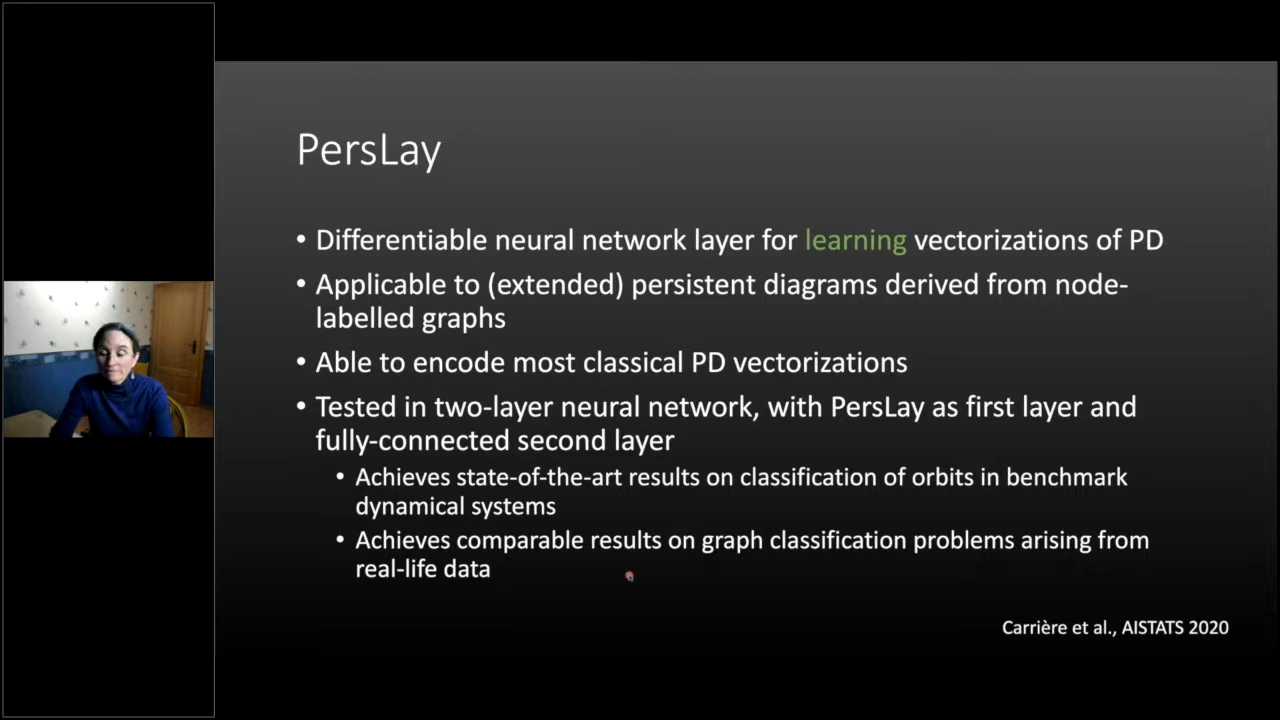 PersLay
• Differentiable neural network layer for learning vectorizations of PD
• Applicable to (extended) persistent diagrams derived from node-
labelled graphs
• Able to encode most classical PD vectorizations
• Tested in two-layer neural network, with PersLay as first layer and
fully-connected second layer
• Achieves state-of-the-art results on classification of orbits in benchmark
dynamical systems
• Achieves comparable results on graph classification problems arising from
real-life data
Carrière et al., AISTATS 2020